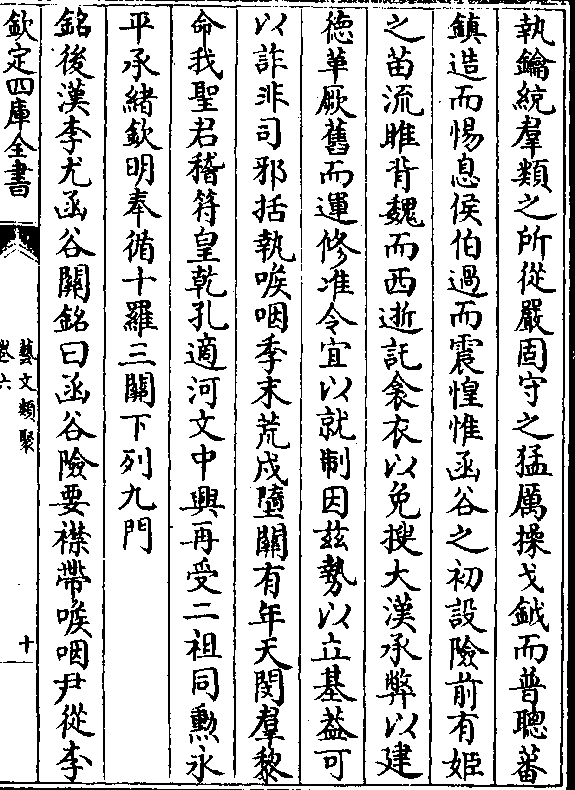 執鑰統羣類之所從嚴固守之猛厲操戈鉞而普聰蕃
鎮造而惕息侯伯過而震惶惟函谷之初設險前有姬
之苗流睢背魏而西逝託衾衣以免搜大漢承弊以建
德革厥舊而運修准令宜以就制因茲勢以立基葢可
以詐非司邪括執喉咽季末荒戍墮關有年天閔羣黎
命我聖君稽符皇乾孔適河文中興再受二祖同勲永
平承緒欽明奉循十羅三關下列九門
銘後漢李尤函谷關銘曰函谷險要襟帶喉咽尹從李
欽定四庫全書
藝文類聚
卷六
十